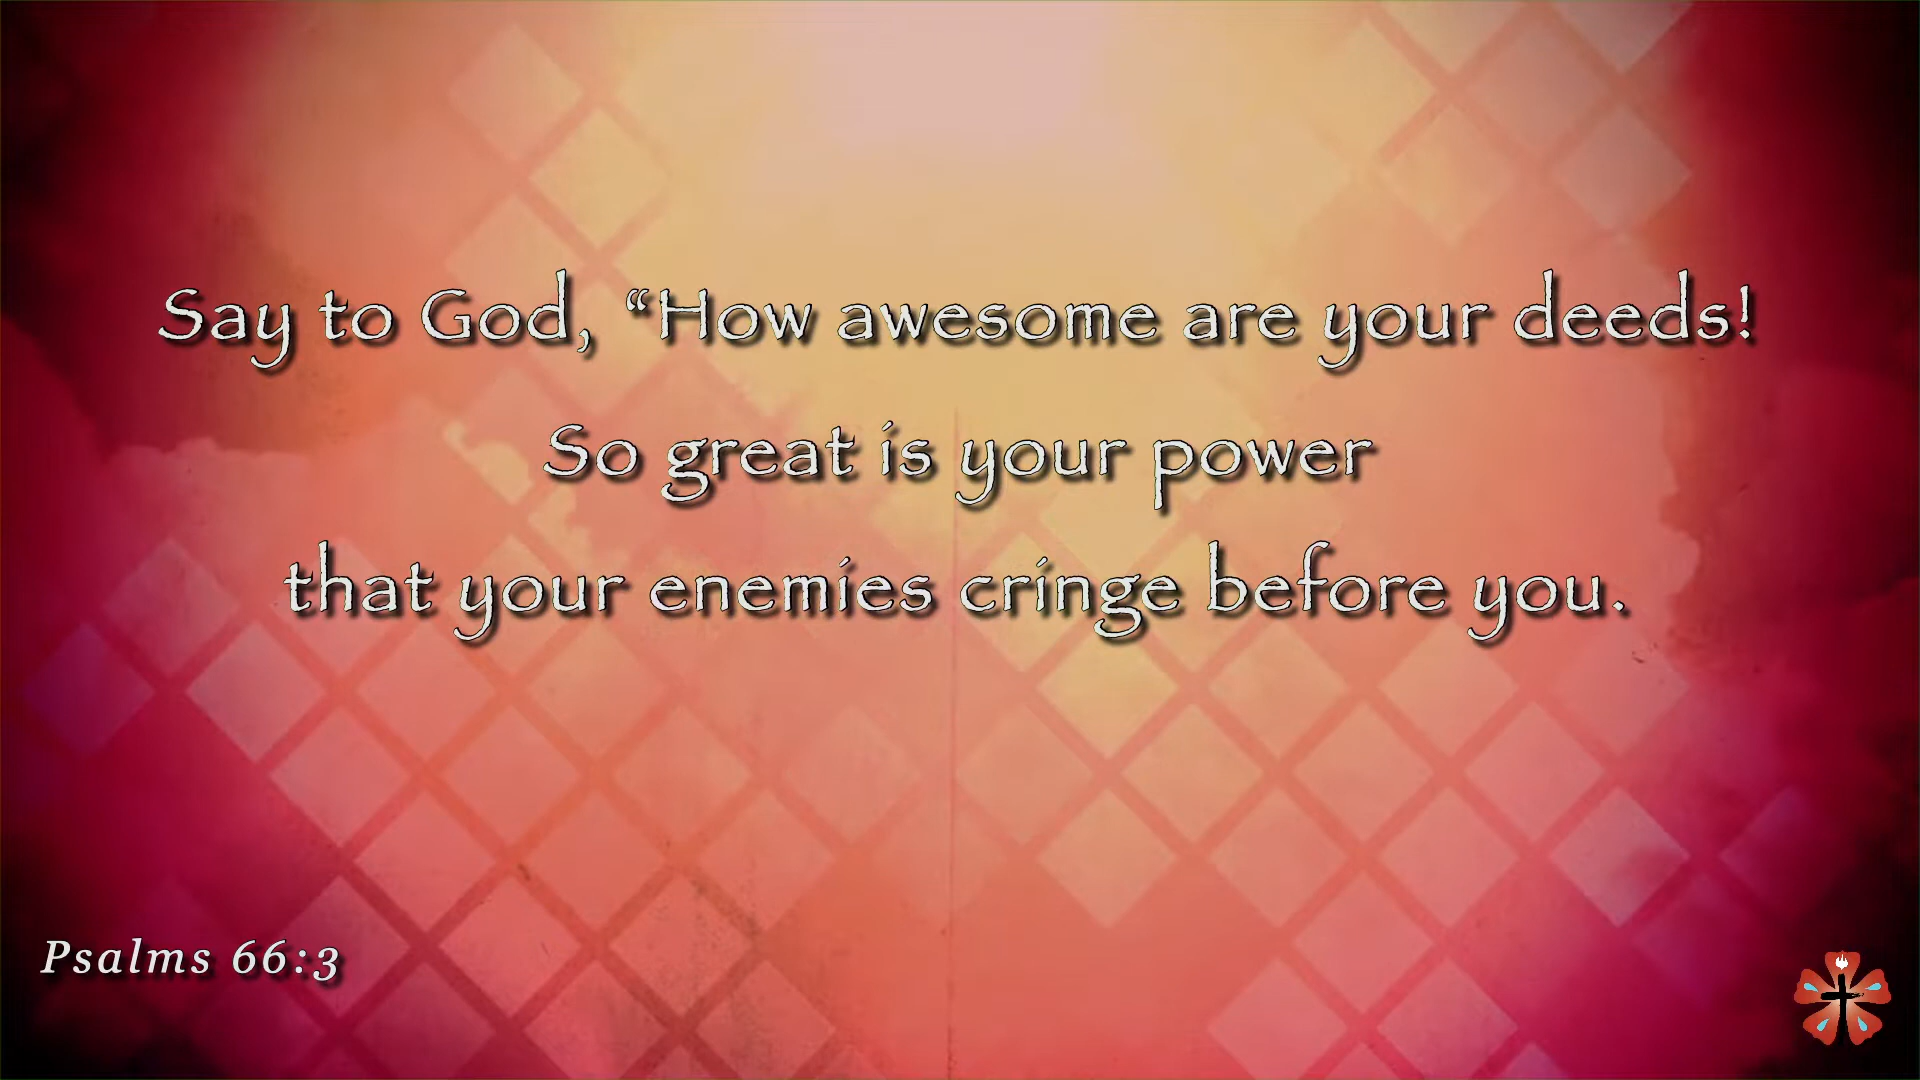 Say to God, “How awesome are your deeds!
So great is your power
that your enemies cringe before you.
Psalms 66:3